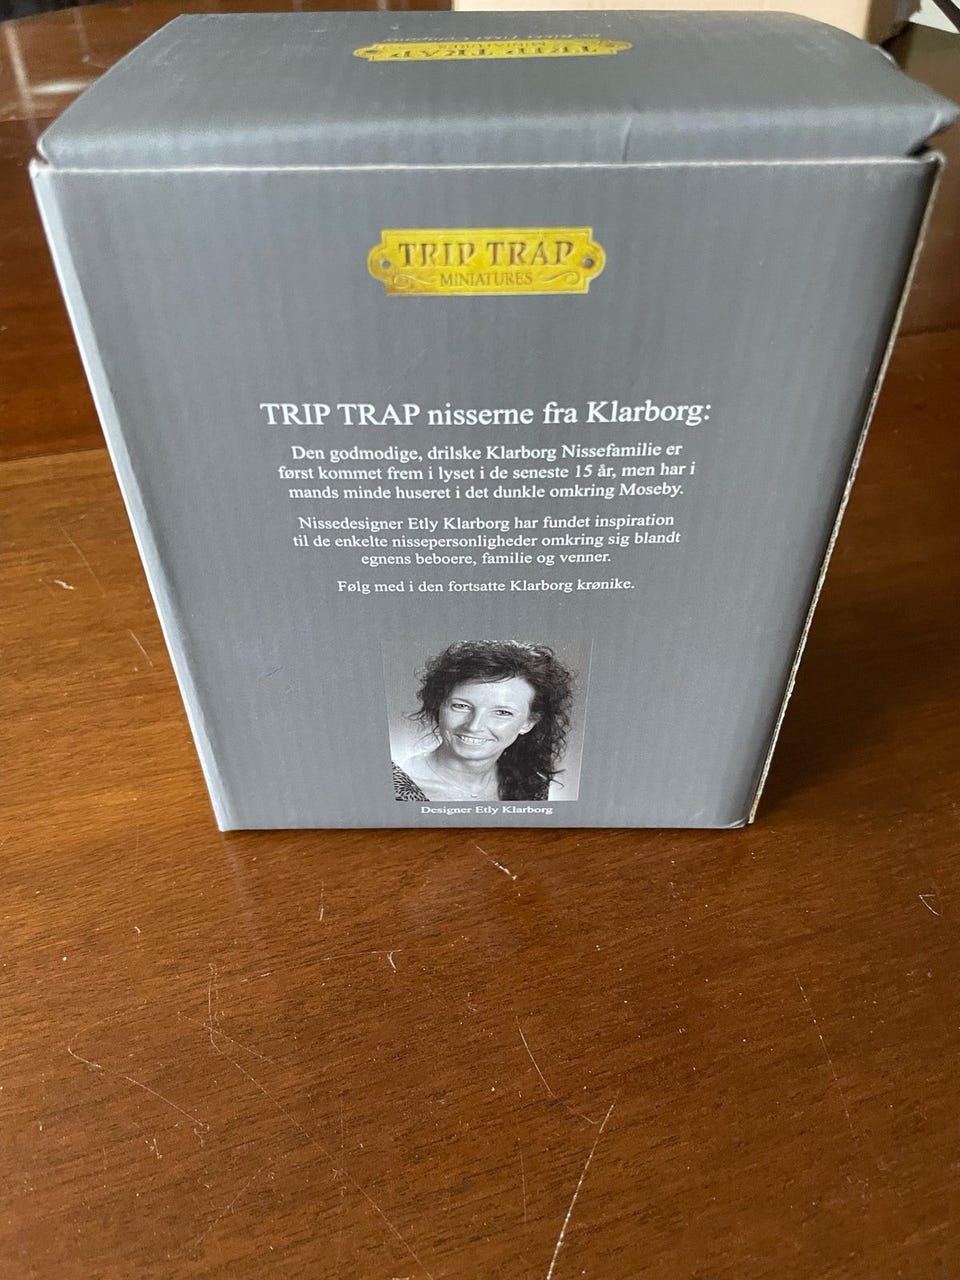 TRIP TRAP
MINIATURES
TRIP TRAP
MINIATURES
TRIP TRAP nisserne fra Klarborg:
Den godmodige, drilske Klarborg Nissefamilie er
først kommet frem i lyset i de seneste 15 år, men har i
mands minde huseret i det dunkle omkring Moseby.
Nissedesigner Etly Klarborg har fundet inspiration
til de enkelte nissepersonligheder omkring sig blandt
egnens beboere, familie og venner.
Følg med i den fortsatte Klarborg krønike.
Designer Etly Klarborg